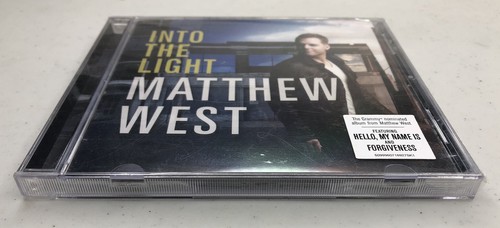 INTO
THE
LIGHT
MATTHEW
WEST
The Grammy® nominated
album from Matthew West
FEATURING
HELLO, MY NAME IS
AND
FORGIVENESS